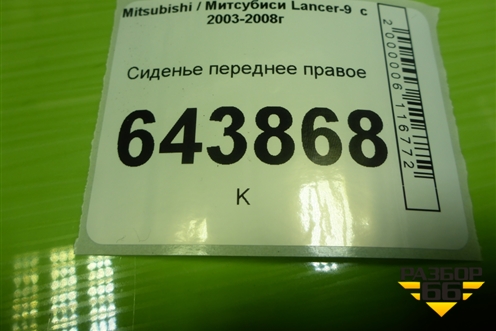 Mitsubishi / Митсубиси Lancer-9 с
2003-2008г
Сиденье переднее правое
643868
К
2000006116772
РАЗБОР
66